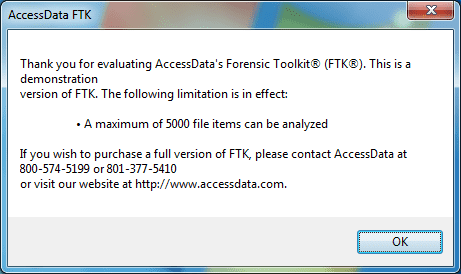 AccessData FTK
Thank you for evaluating AccessData's Forensic Toolkit® (FTK®). This is a
demonstration
version of FTK. The following limitation is in effect:
• A maximum of 5000 file items can be analyzed
If you wish to purchase a full version of FTK, please contact AccessData at
800-574-5199 or 801-377-5410
or visit our website at http://www.accessdata.com.
OK